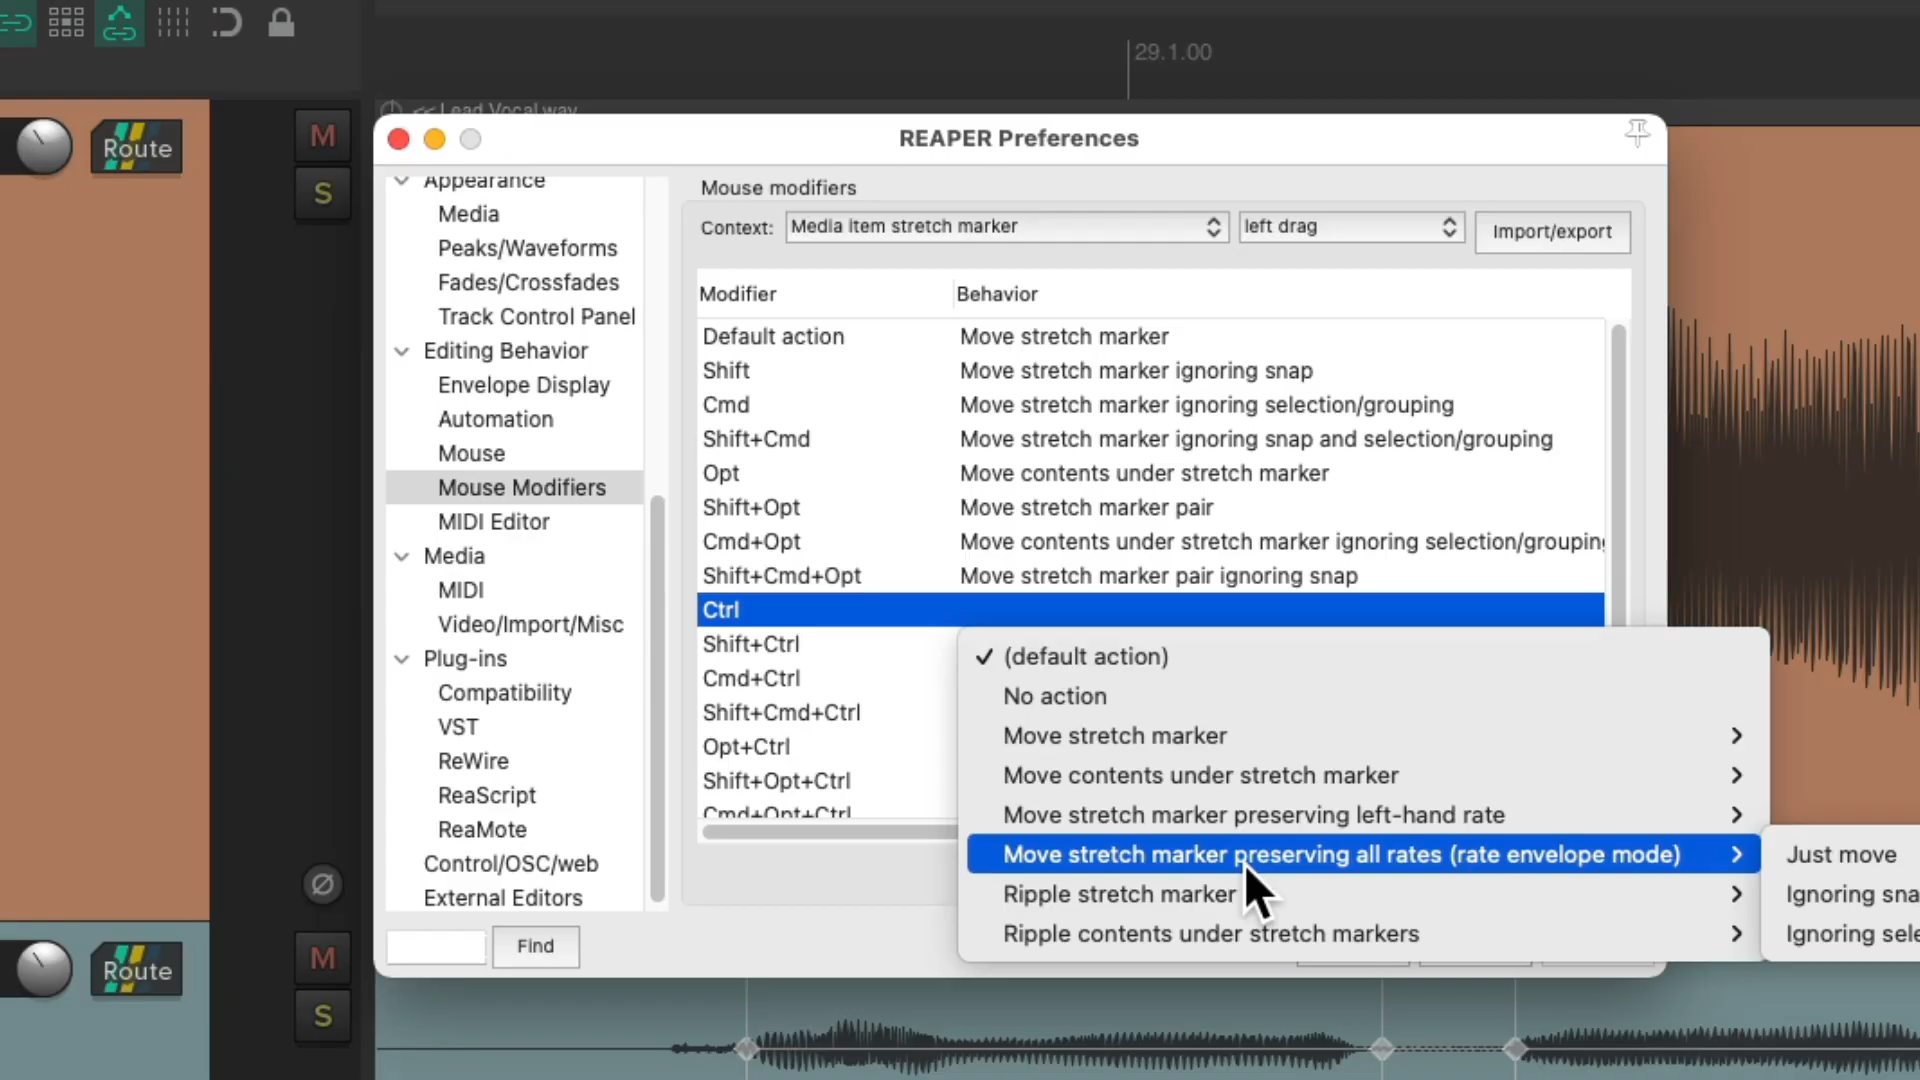 29.1.00
<< Lead Vocal.wav
Route
M
S
REAPER Preferences
Appearance
Media
Peaks/Waveforms
Fades/Crossfades
Track Control Panel
Editing Behavior
Envelope Display
Automation
Mouse
Mouse Modifiers
MIDI Editor
Media
MIDI
Video/Import/Misc
Plug-ins
Compatibility
VST
ReWire
ReaScript
ReaMote
Control/OSC/web
External Editors
Find
Mouse modifiers
Context: Media item stretch marker left drag Import/export
Modifier Behavior
Default action Move stretch marker
Shift Move stretch marker ignoring snap
Cmd Move stretch marker ignoring selection/grouping
Shift+Cmd Move stretch marker ignoring snap and selection/grouping
Opt Move contents under stretch marker
Shift+Opt Move stretch marker pair
Cmd+Opt Move contents under stretch marker ignoring selection/grouping
Shift+Cmd+Opt Move stretch marker pair ignoring snap
Ctrl
Shift+Ctrl
Cmd+Ctrl
Shift+Cmd+Ctrl
Opt+Ctrl
Shift+Opt+Ctrl
Cmd+Opt+Ctrl
✓ (default action)
No action
Move stretch marker
Move contents under stretch marker
Move stretch marker preserving left-hand rate
Move stretch marker preserving all rates (rate envelope mode)
Ripple stretch marker
Ripple contents under stretch markers
Just move
Ignoring sna
Ignoring sele
Route
M
S